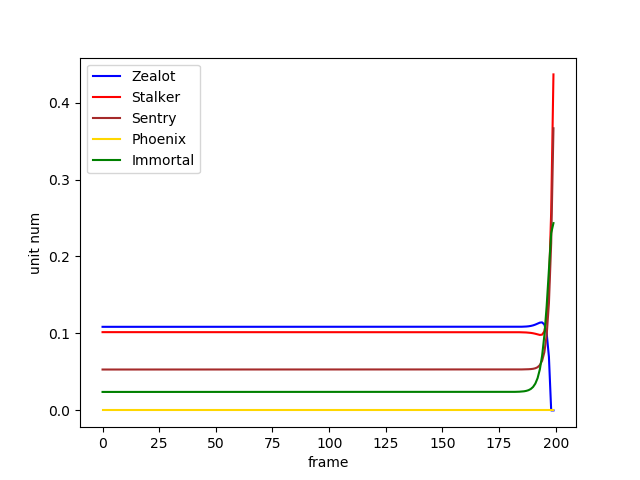 Zealot
Stalker
Sentry
Phoenix
Immortal
0.4
0.3
0.2
0.1
0.0
unit num
0 25 50 75 100 125 150 175 200
frame